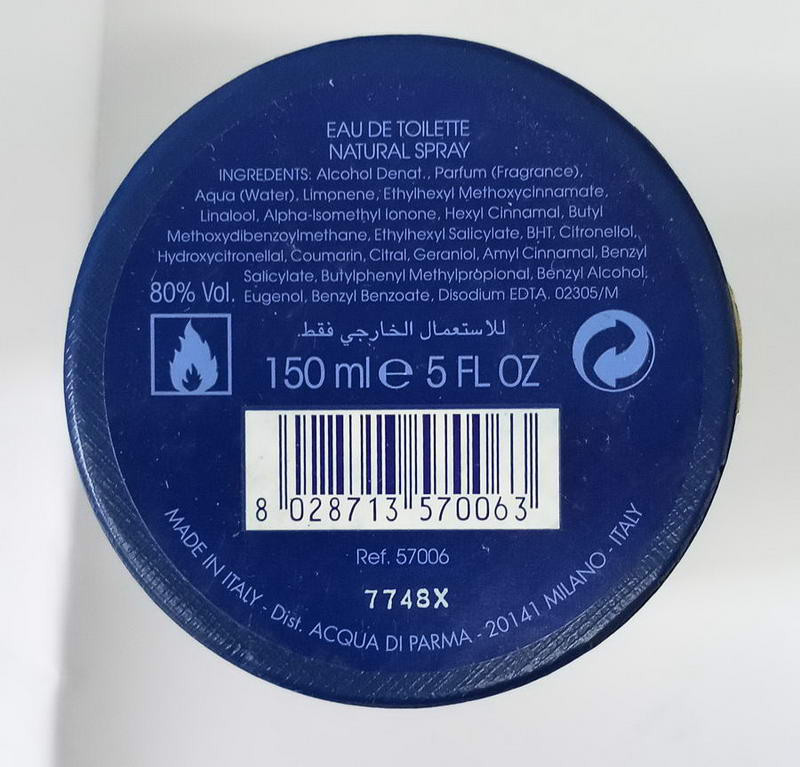 EAU DE TOILETTE
NATURAL SPRAY
INGREDIENTS: Alcohol Denat., Parfum (Fragrance),
Aqua (Water), Limonene, Ethylhexyl Methoxycinnamate,
Linalool, Alpha-Isomethyl Ionone, Hexyl Cinnamal, Butyl
Methoxydibenzoylmethane, Ethylhexyl Salicylate, BHT, Citronellol,
Hydroxycitronellal, Coumarin, Citral, Geraniol, Amyl Cinnamal, Benzyl
Salicylate, Butylphenyl Methylpropional, Benzyl Alcohol,
80% Vol. Eugenol, Benzyl Benzoate, Disodium EDTA. 02305/M
للاستعمال الخارجي فقط
150 ml e 5 FL OZ
8 028713 570063
Ref. 57006
7748X
MADE IN ITALY - Dist. ACQUA DI PARMA - 20141 MILANO - ITALY